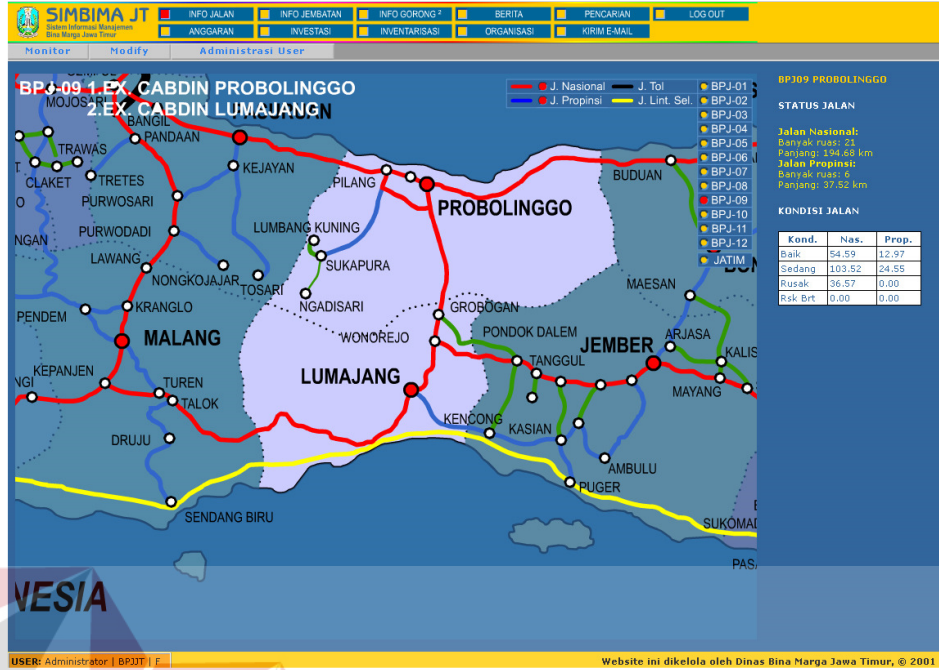 SIMBIMA JT
Sistem Informasi Manajemen
Bina Marga Jawa Timur
INFO JALAN
INFO JEMBATAN
INFO GORONG ²
BERITA
PENCARIAN
LOG OUT
ANGGARAN
INVESTASI
INVENTARISASI
ORGANISASI
KIRIM E-MAIL
Monitor
Modify
Administrasi User
BPJ-09 1.EX. CABDIN PROBOLINGGO
2.EX CABDIN LUMAJANG
J. Nasional
J. Tol
J. Propinsi
J. Lint. Sel.
BPJ-01
BPJ-02
BPJ-03
BPJ-04
BPJ-05
BPJ-06
BPJ-07
BPJ-08
BPJ-09
BPJ-10
BPJ-11
BPJ-12
JATIM
MOJOSARI
BANGIL
PANDAAN
TRAWAS
CLAKET
TRETES
KEJAYAN
PURWOSARI
PURWODADI
LAWANG
NONGKOJAJAR
TOSARI
PILANG
PROBOLINGGO
BUDUAN
LUMBANG KUNING
SUKAPURA
NGADISARI
NGAN
PENDEM
KRANGLO
MALANG
GROBOGAN
WONOREJO
PONDOK DALEM
MAESAN
ARJASA
JEMBER
TANGGUL
KALIS
MAYANG
KEPANJEN
NGI
TUREN
TALOK
LUMAJANG
KENCONG
KASIAN
DRUJU
AMBULU
PUGER
SENDANG BIRU
SUKOMAD
PAS
NESIA
BPJ09 PROBOLINGGO
STATUS JALAN
Jalan Nasional:
Banyak ruas: 21
Panjang: 194.68 km
Jalan Propinsi:
Banyak ruas: 6
Panjang: 37.52 km
KONDISI JALAN
Kond. Nas. Prop.
Baik 54.59 12.97
Sedang 103.52 24.55
Rusak 36.57 0.00
Rsk Brt 0.00 0.00
USER: Administrator | BPJJT | F
Website ini dikelola oleh Dinas Bina Marga Jawa Timur, © 2001